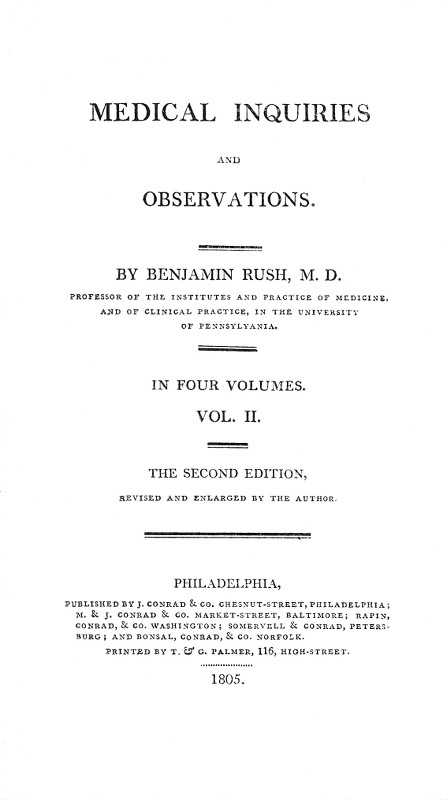 MEDICAL INQUIRIES
AND
OBSERVATIONS.
BY BENJAMIN RUSH, M. D.
PROFESSOR OF THE INSTITUTES AND PRACTICE OF MEDICINE,
AND OF CLINICAL PRACTICE, IN THE UNIVERSITY
OF PENNSYLVANIA.
IN FOUR VOLUMES.
VOL. II.
THE SECOND EDITION,
REVISED AND ENLARGED BY THE AUTHOR.
PHILADELPHIA,
PUBLISHED BY J. CONRAD & CO. CHESNUT-STREET, PHILADELPHIA;
M. & J. CONRAD & CO. MARKET-STREET, BALTIMORE; RAPIN,
CONRAD, & CO. WASHINGTON; SOMERVELL & CONRAD, PETERS-
BURG; AND BONSAL, CONRAD, & CO. NORFOLK.
PRINTED BY T. & G. PALMER, 116, HIGH-STREET.
1805.